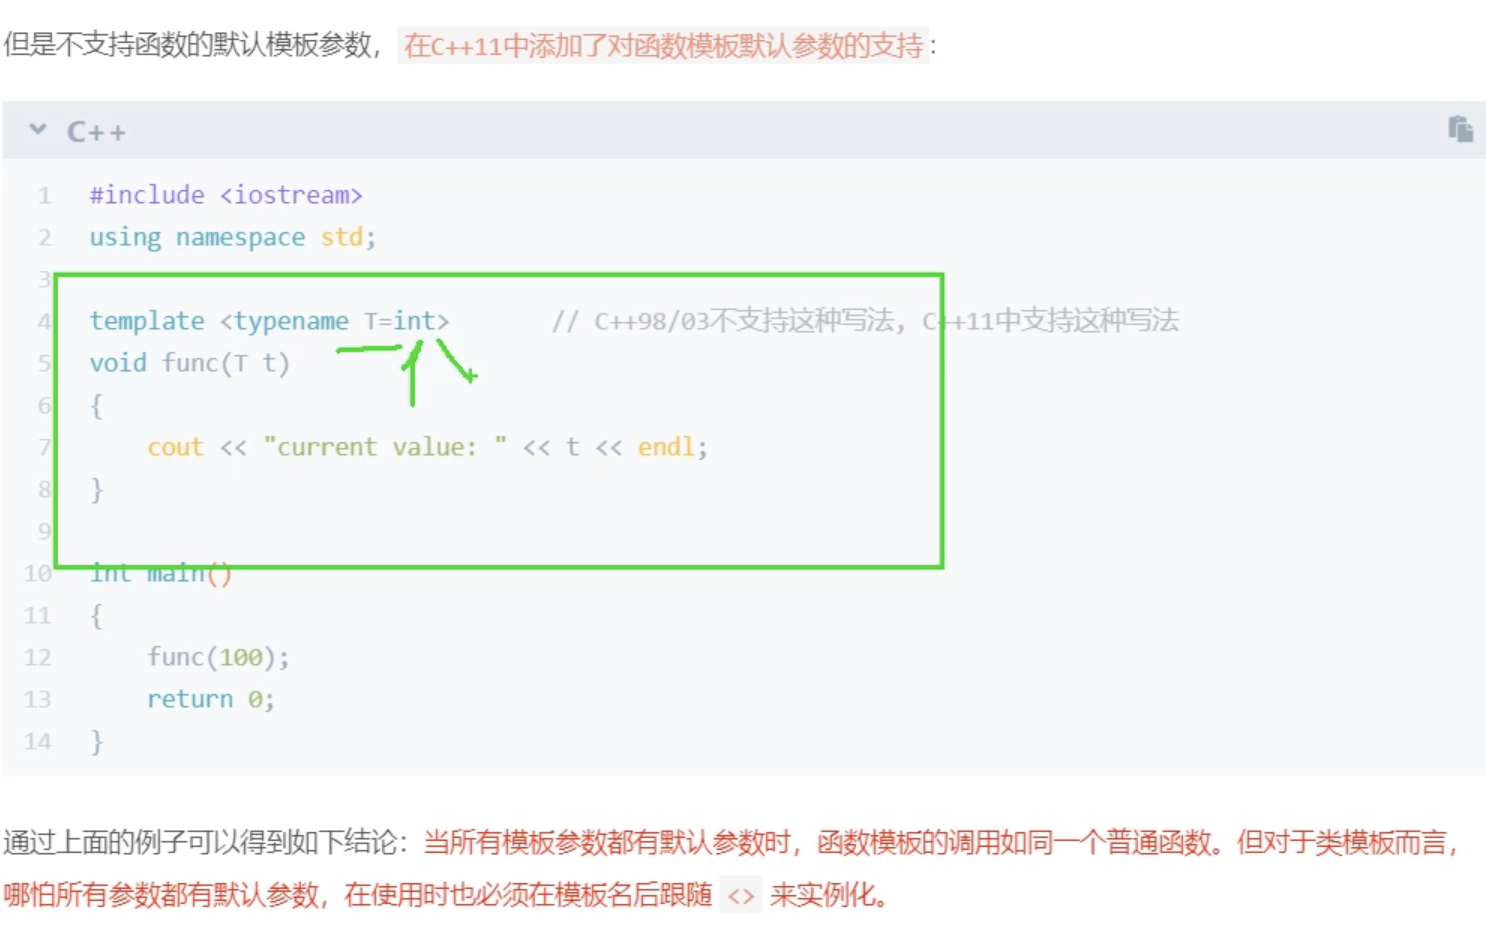 但是不支持函数的默认模板参数，在C++11中添加了对函数模板默认参数的支持：
C++
1 #include <iostream>
2 using namespace std;
3
4 template <typename T=int> // C++98/03不支持这种写法, C++11中支持这种写法
5 void func(T t)
6 {
7 cout << "current value: " << t << endl;
8 }
9
10 int main()
11 {
12 func(100);
13 return 0;
14 }
通过上面的例子可以得到如下结论：当所有模板参数都有默认参数时，函数模板的调用如同一个普通函数。但对于类模板而言，
哪怕所有参数都有默认参数，在使用时也必须在模板名后跟随 <> 来实例化。